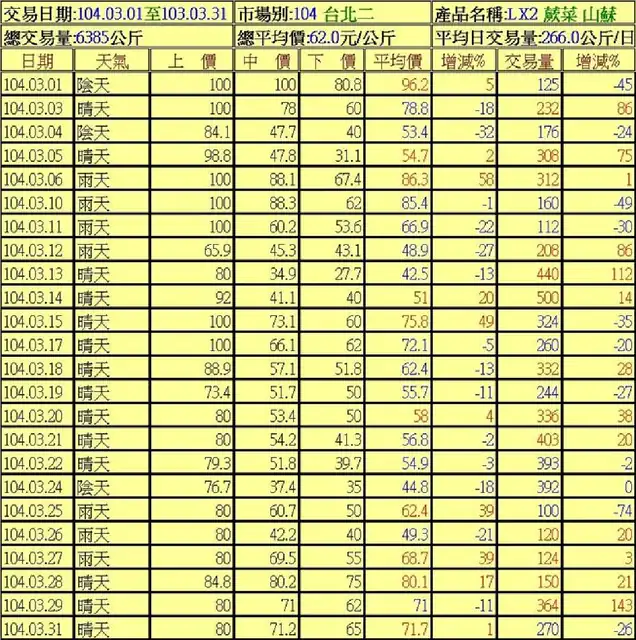 交易日期:104.03.01至103.03.31 市場別:104 台北二 產品名稱:LX2 蕨菜 山蘇
總交易量:6385公斤 總平均價:62.0元/公斤 平均日交易量:266.0公斤/日
日期 天氣 上 價 中 價 下 價 平均價 增減% 交易量 增減%
104.03.01 陰天 100 100 80.8 96.2 5 125 -45
104.03.03 晴天 100 78 60 78.8 -18 232 86
104.03.04 陰天 84.1 47.7 40 53.4 -32 176 -24
104.03.05 晴天 98.8 47.8 31.1 54.7 2 308 75
104.03.06 雨天 100 88.1 67.4 86.3 58 312 1
104.03.10 雨天 100 88.3 62 85.4 -1 160 -49
104.03.11 雨天 100 60.2 53.6 66.9 -22 112 -30
104.03.12 雨天 65.9 45.3 43.1 48.9 -27 208 86
104.03.13 晴天 80 34.9 27.7 42.5 -13 440 112
104.03.14 晴天 92 41.1 40 51 20 500 14
104.03.15 晴天 100 73.1 60 75.8 49 324 -35
104.03.17 晴天 100 66.1 62 72.1 -5 260 -20
104.03.18 晴天 88.9 57.1 51.8 62.4 -13 332 28
104.03.19 晴天 73.4 51.7 50 55.7 -11 244 -27
104.03.20 晴天 80 53.4 50 58 4 336 38
104.03.21 晴天 80 54.2 41.3 56.8 -2 403 20
104.03.22 晴天 79.3 51.8 39.7 54.9 -3 393 -2
104.03.24 陰天 76.7 37.4 35 44.8 -18 392 0
104.03.25 雨天 80 60.7 50 62.4 39 100 -74
104.03.26 雨天 80 42.2 40 49.3 -21 120 20
104.03.27 雨天 80 69.5 55 68.7 39 124 3
104.03.28 晴天 84.8 80.2 75 80.1 17 150 21
104.03.29 晴天 80 71 62 71 -11 364 143
104.03.31 晴天 80 71.2 65 71.7 1 270 -26